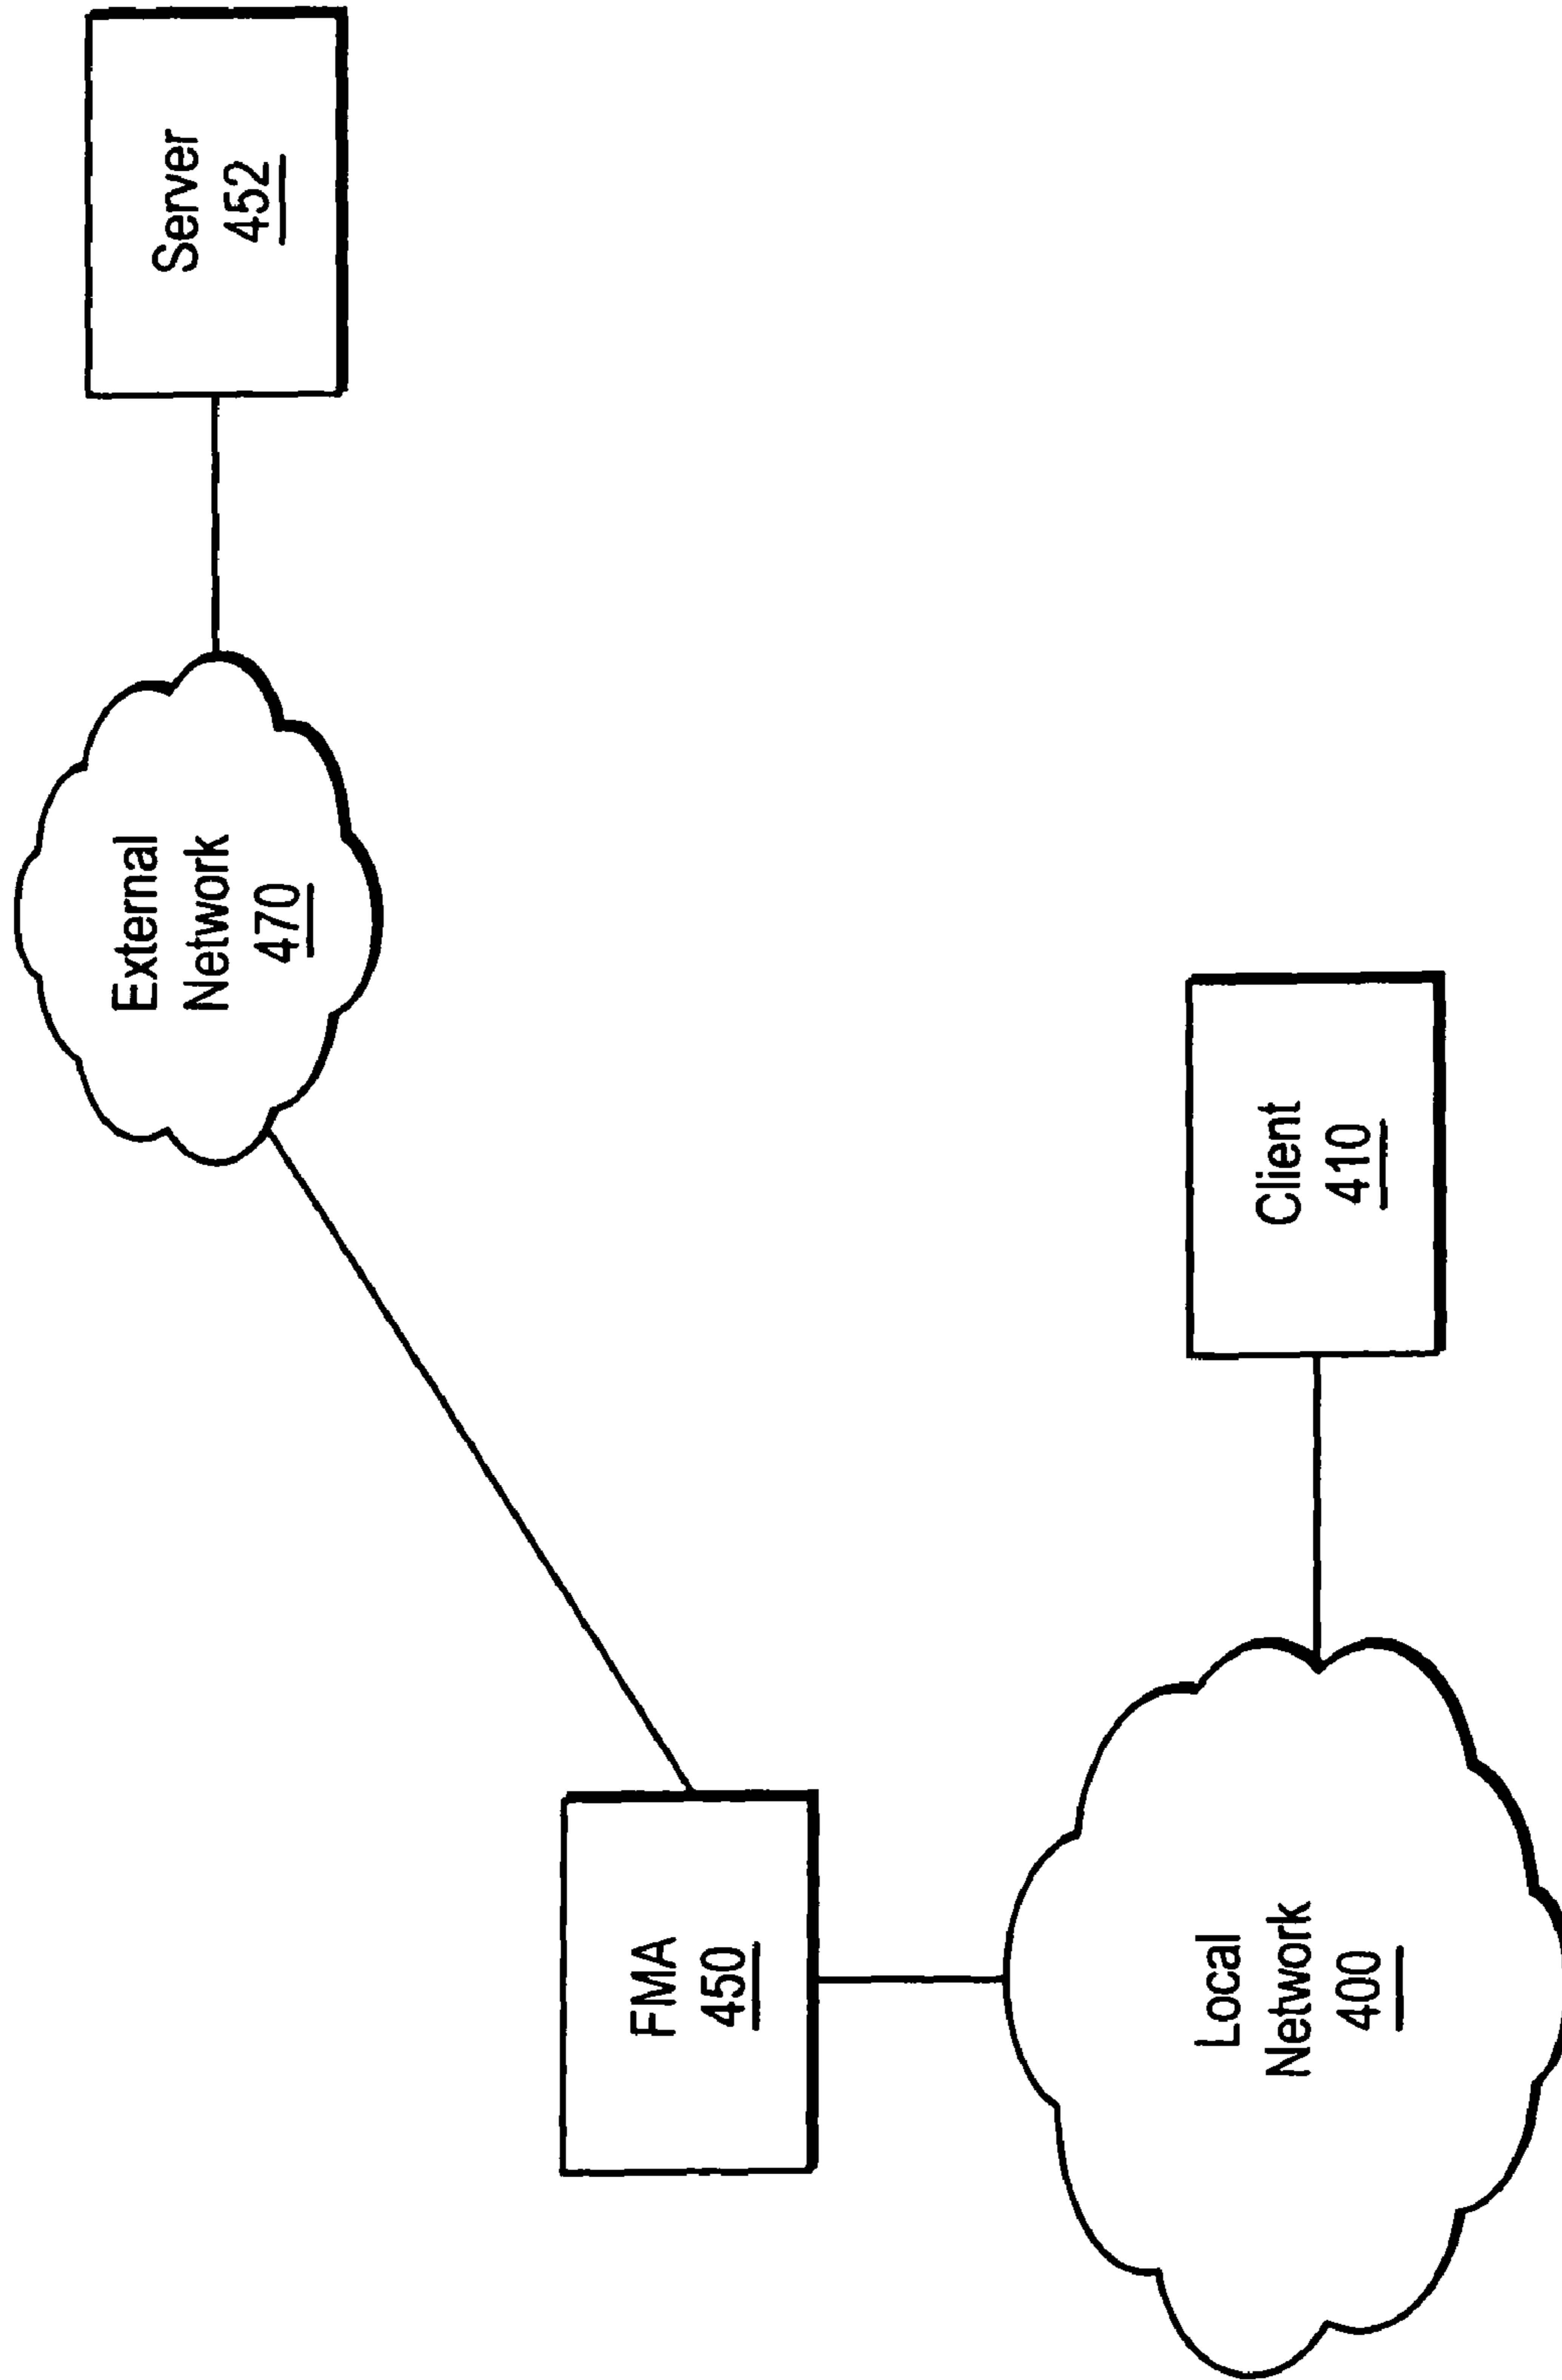 External
Network
470
Server
452
FMA
450
Client
410
Local
Network
400